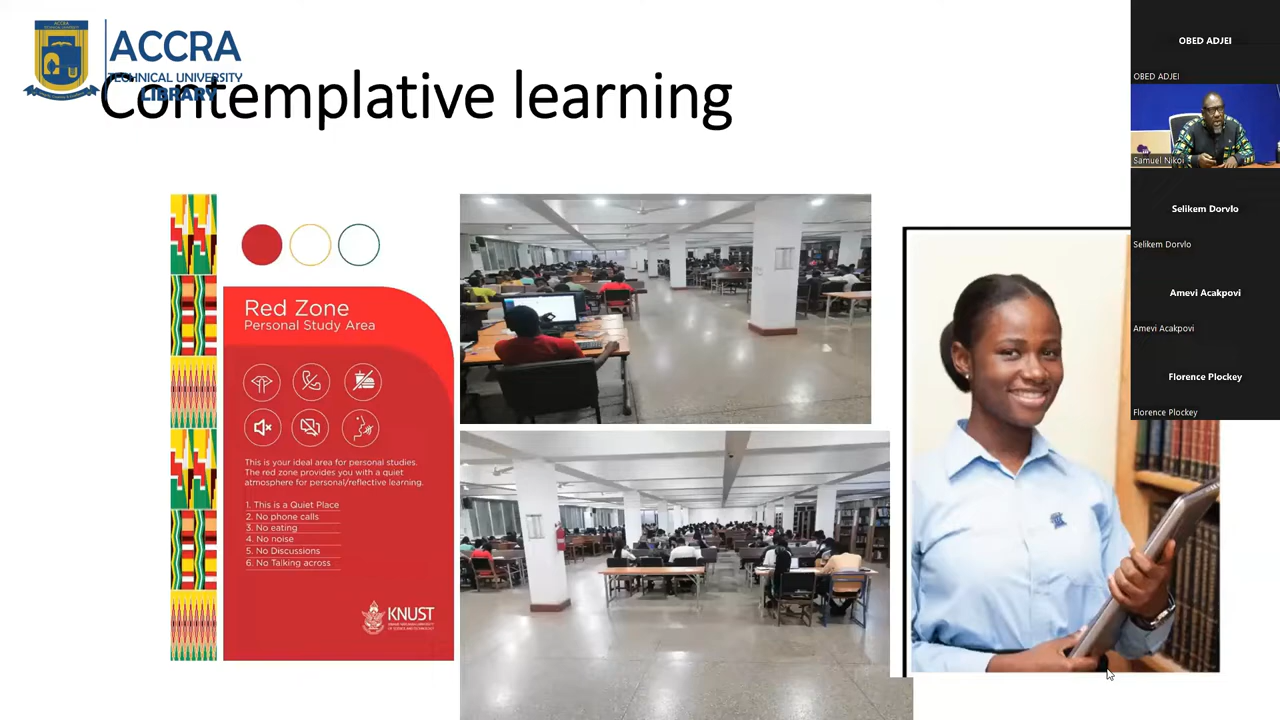 ACCRA
TECHNICAL UNIVERSITY
LIBRARY
Contemplative learning
Red Zone
Personal Study Area
This is your ideal area for personal studies.
The red zone provides you with a quiet
atmosphere for personal/reflective learning.
1. This is a Quiet Place
2. No phone calls
3. No eating
4. No noise
5. No Discussions
6. No Talking across
KNUST
OBED ADJEI
OBED ADJEI
Samuel Nikoi
Selikem Dorvlo
Selikem Dorvlo
Amevi Acakpovi
Amevi Acakpovi
Florence Plockey
Florence Plockey